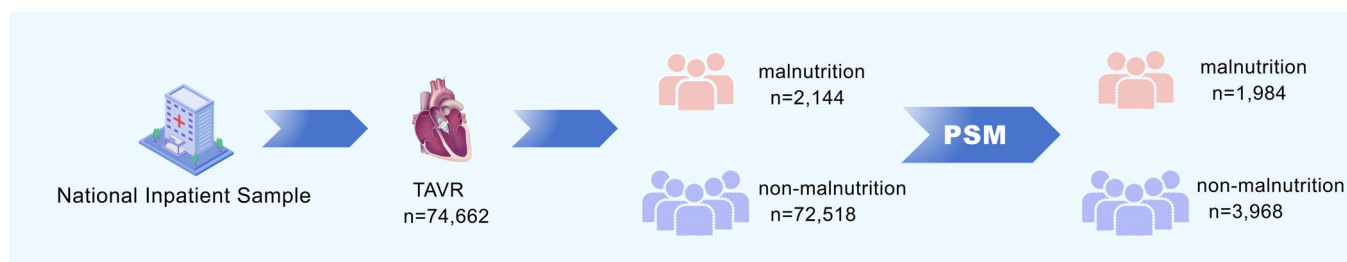 National Inpatient Sample
TAVR
n=74,662
malnutrition
n=2,144
non-malnutrition
n=72,518
PSM
malnutrition
n=1,984
non-malnutrition
n=3,968